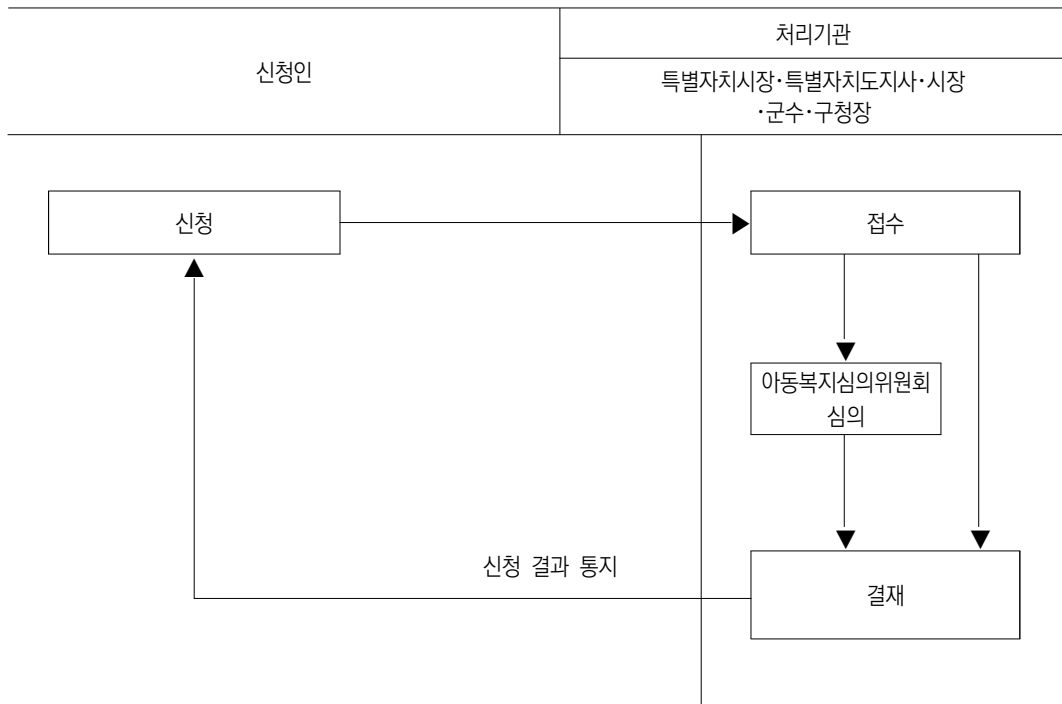 신청인
처리기관
특별자치시장·특별자치도지사·시장
·군수·구청장
신청
접수
아동복지심의위원회
심의
신청 결과 통지
결재